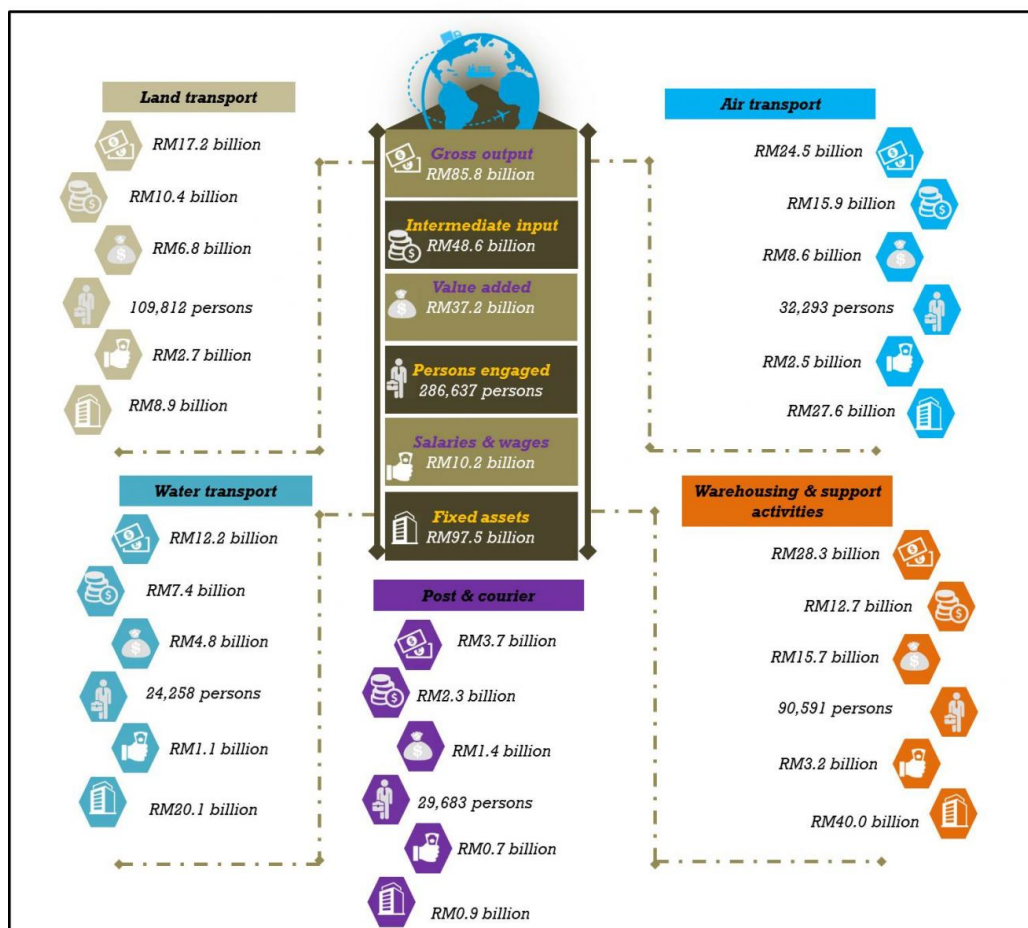 Land transport
RM17.2 billion
RM10.4 billion
RM6.8 billion
109,812 persons
RM2.7 billion
RM8.9 billion
Gross output
RM85.8 billion
Intermediate input
RM48.6 billion
Value added
RM37.2 billion
Persons engaged
286,637 persons
Salaries & wages
RM10.2 billion
Fixed assets
RM97.5 billion
Air transport
RM24.5 billion
RM15.9 billion
RM8.6 billion
32,293 persons
RM2.5 billion
RM27.6 billion
Water transport
RM12.2 billion
RM7.4 billion
RM4.8 billion
24,258 persons
RM1.1 billion
RM20.1 billion
Post & courier
RM3.7 billion
RM2.3 billion
RM1.4 billion
29,683 persons
RM0.7 billion
RM0.9 billion
Warehousing & support
activities
RM28.3 billion
RM12.7 billion
RM15.7 billion
90,591 persons
RM3.2 billion
RM40.0 billion